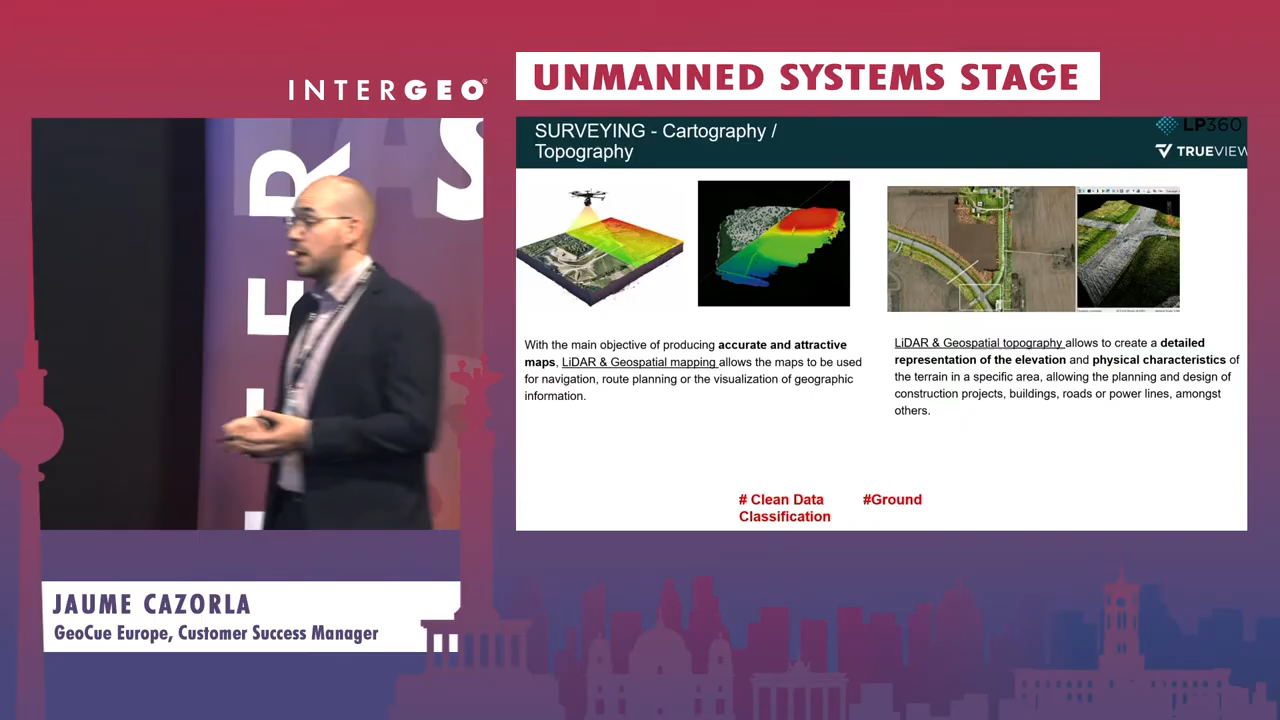 INTERGEO
UNMANNED SYSTEMS STAGE
SURVEYING - Cartography /
Topography
LP360
TRUEVIEW
With the main objective of producing accurate and attractive
maps, LiDAR & Geospatial mapping allows the maps to be used
for navigation, route planning or the visualization of geographic
information.
LiDAR & Geospatial topography allows to create a detailed
representation of the elevation and physical characteristics of
the terrain in a specific area, allowing the planning and design of
construction projects, buildings, roads or power lines, amongst
others.
# Clean Data
Classification
#Ground
JAUME CAZORLA
GeoCue Europe, Customer Success Manager